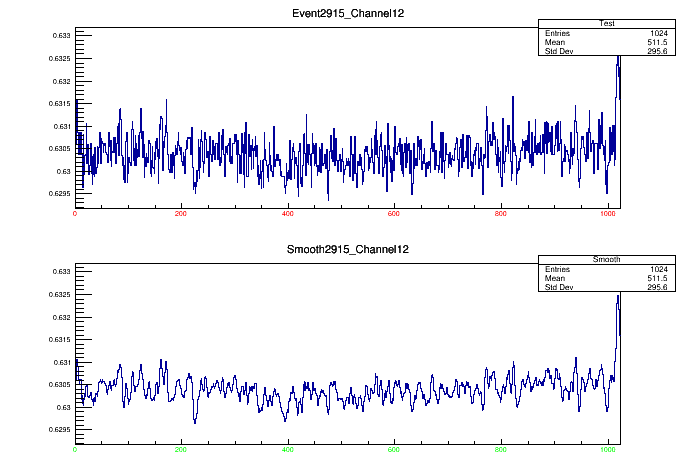 Event2915_Channel12
Test
Entries 1024
Mean 511.5
Std Dev 295.6
0.633
0.6325
0.632
0.6315
0.631
0.6305
0.63
0.6295
0 200 400 600 800 1000
Smooth2915_Channel12
Smooth
Entries 1024
Mean 511.5
Std Dev 295.6
0.633
0.6325
0.632
0.6315
0.631
0.6305
0.63
0.6295
0 200 400 600 800 1000